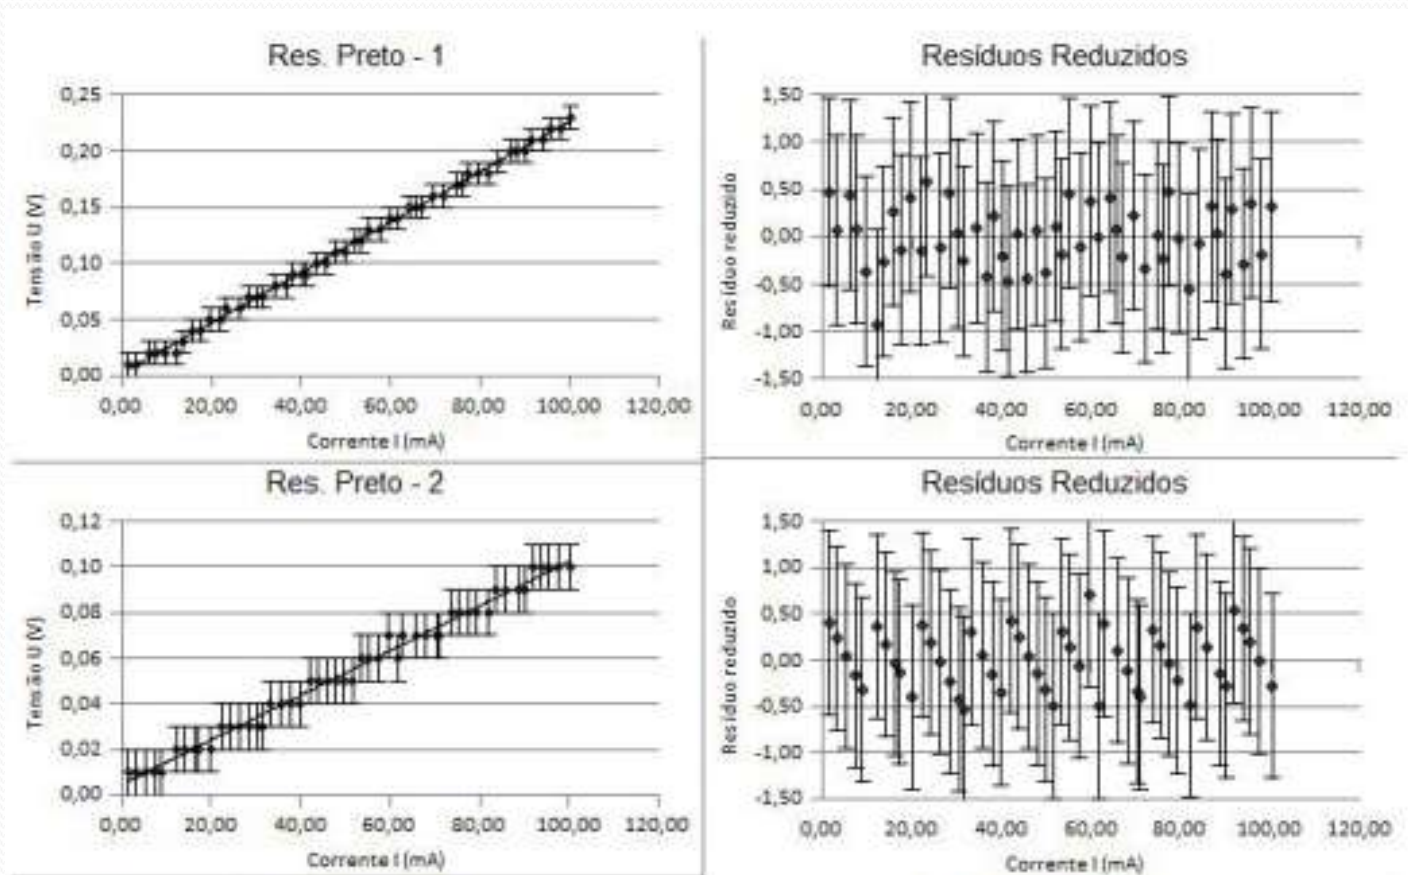 Res. Preto - 1
Tensão U (V)
0,25
0,20
0,15
0,10
0,05
0,00
0,00 20,00 40,00 60,00 80,00 100,00 120,00
Corrente I (mA)
Resíduos Reduzidos
Resíduo reduzido
1,50
1,00
0,50
0,00
-0,50
-1,00
-1,50
0,00 20,00 40,00 60,00 80,00 100,00 120,00
Corrente I (mA)
Res. Preto - 2
Tensão U (V)
0,12
0,10
0,08
0,06
0,04
0,02
0,00
0,00 20,00 40,00 60,00 80,00 100,00 120,00
Corrente I (mA)
Resíduos Reduzidos
Resíduo reduzido
1,50
1,00
0,50
0,00
-0,50
-1,00
-1,50
0,00 20,00 40,00 60,00 80,00 100,00 120,00
Corrente I (mA)